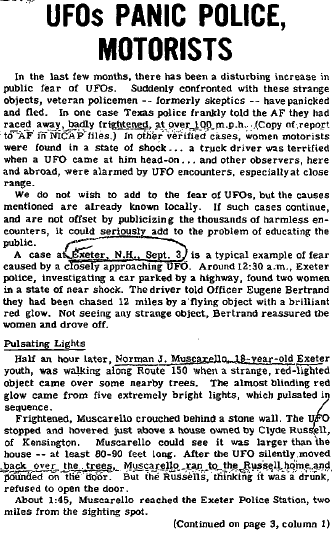 UFOs PANIC POLICE,
MOTORISTS
In the last few months, there has been a disturbing increase in
public fear of UFOs. Suddenly confronted with these strange
objects, veteran policemen -- formerly skeptics -- have panicked
and fled. In one case Texas police frankly told the AF they had
raced away, badly frightened, at over 100 m.p.h. (Copy of report
to AF in NICAP files.) In other verified cases, women motorists
were found in a state of shock... a truck driver was terrified
when a UFO came at him head-on... and other observers, here
and abroad, were alarmed by UFO encounters, especially at close
range.
We do not wish to add to the fear of UFOs, but the causes
mentioned are already known locally. If such cases continue,
and are not offset by publicizing the thousands of harmless en-
counters, it could seriously add to the problem of educating the
public.
A case at Exeter, N.H., Sept. 3, is a typical example of fear
caused by a closely approaching UFO. Around 12:30 a.m., Exeter
police, investigating a car parked by a highway, found two women
in a state of near shock. The driver told Officer Eugene Bertrand
they had been chased 12 miles by a flying object with a brilliant
red glow. Not seeing any strange object, Bertrand reassured the
women and drove off.
Pulsating Lights
Half an hour later, Norman J. Muscarello, 18-year-old Exeter
youth, was walking along Route 150 when a strange, red-lighted
object came over some nearby trees. The almost blinding red
glow came from five extremely bright lights, which pulsated in
sequence.
Frightened, Muscarello crouched behind a stone wall. The UFO
stopped and hovered just above a house owned by Clyde Russell,
of Kensington. Muscarello could see it was larger than the
house -- at least 80-90 feet long. After the UFO silently moved
back over the trees, Muscarello ran to the Russell home and
pounded on the door. But the Russells, thinking it was a drunk,
refused to open the door.
About 1:45, Muscarello reached the Exeter Police Station, two
miles from the sighting spot.
(Continued on page 3, column 1)